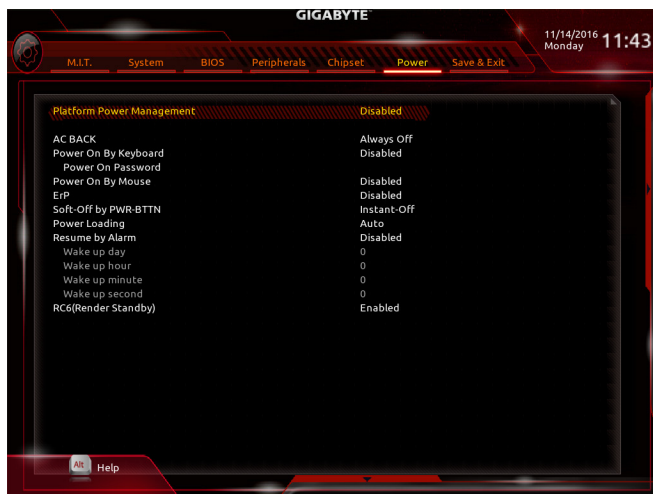 GIGABYTE
11/14/2016
Monday 11:43
M.I.T. System BIOS Peripherals Chipset Power Save & Exit
Platform Power Management Disabled
AC BACK Always Off
Power On By Keyboard Disabled
Power On Password
Power On By Mouse Disabled
ErP Disabled
Soft-Off by PWR-BTTN Instant-Off
Power Loading Auto
Resume by Alarm Disabled
Wake up day 0
Wake up hour 0
Wake up minute 0
Wake up second 0
RC6(Render Standby) Enabled
Alt Help